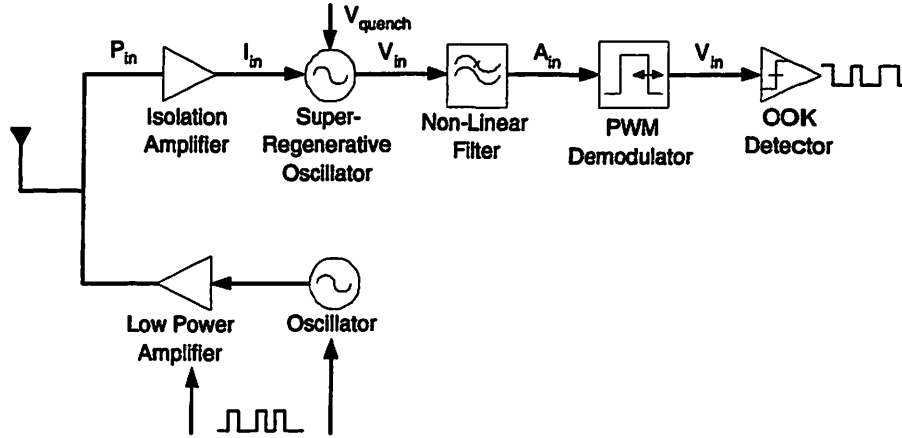 V_quench
P_in
I_in
V_in
A_in
V_in
Isolation
Amplifier
Super-
Regenerative
Oscillator
Non-Linear
Filter
PWM
Demodulator
OOK
Detector
Low Power
Amplifier
Oscillator